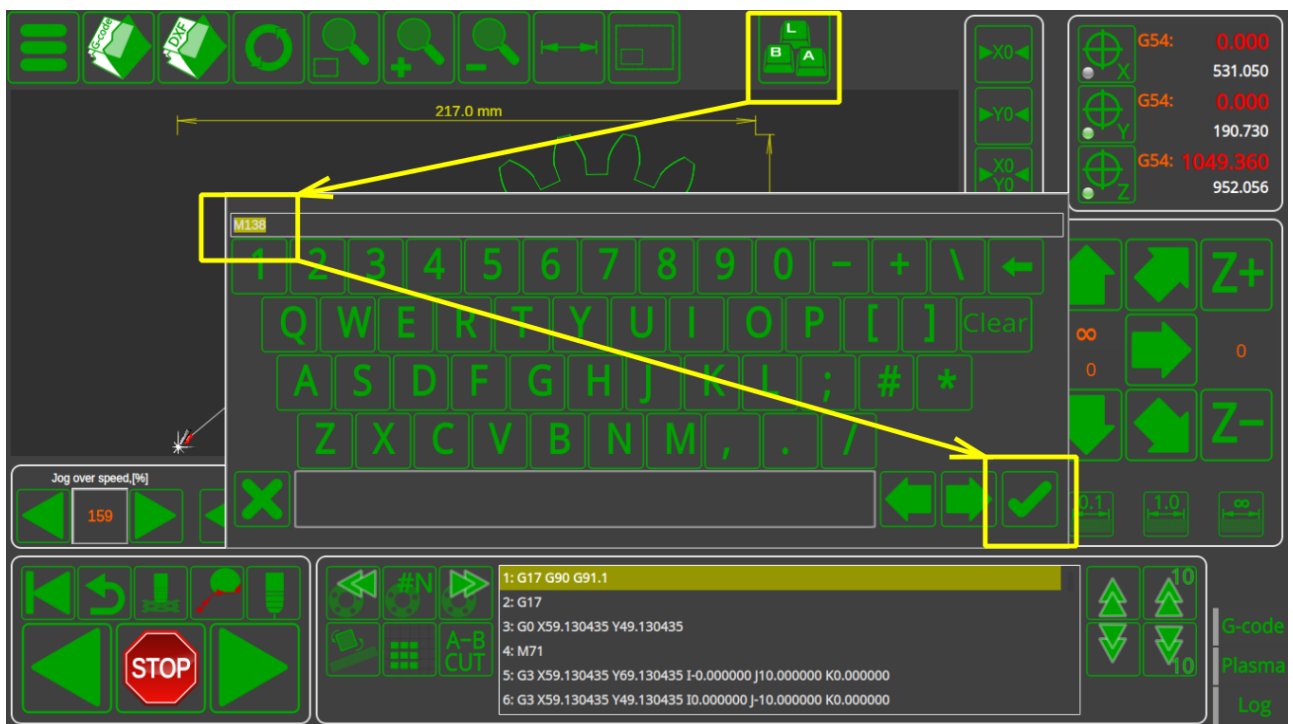 G-code
DXF
L
B A
217.0 mm
►X0◄
►Y0◄
►X0◄
Y0
X
G54: 0.000
531.050
Y
G54: 0.000
190.730
Z
G54: 1049.360
952.056
M138
1 2 3 4 5 6 7 8 9 0 - + \
Q W E R T Y U I O P [ ] Clear
A S D F G H J K L ; # *
Z X C V B N M , . /
Z+
∞
0
0
Z-
Jog over speed,[%]
159
0.1
1.0
∞
STOP
#N
A-B
CUT
1: G17 G90 G91.1
2: G17
3: G0 X59.130435 Y49.130435
4: M71
5: G3 X59.130435 Y69.130435 I-0.000000 J10.000000 K0.000000
6: G3 X59.130435 Y49.130435 I0.000000 J-10.000000 K0.000000
10
10
G-code
Plasma
Log